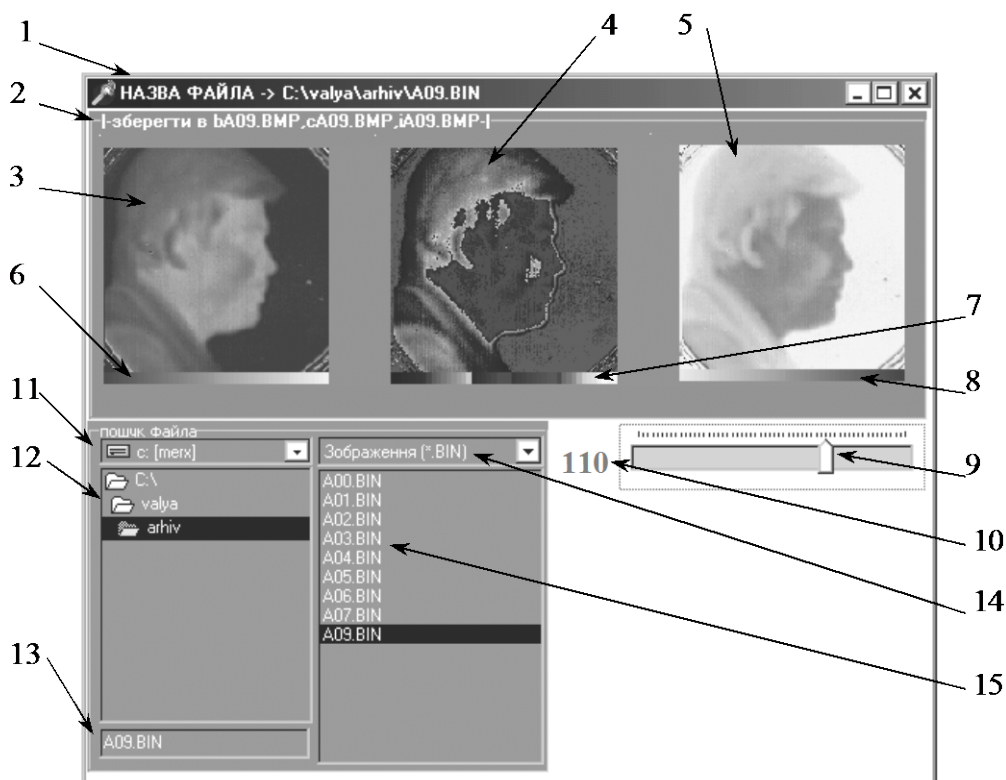 1
2
3
4
5
6
7
8
9
10
11
12
13
14
15
НАЗВА ФАЙЛА -> C:\valya\arhiv\A09.BIN
|-зберегти в bA09.BMP,cA09.BMP,iA09.BMP-|
пошук файла
c: [merx]
C:\
valya
arhiv
A09.BIN
Зображення (*.BIN)
A00.BIN
A01.BIN
A02.BIN
A03.BIN
A04.BIN
A05.BIN
A06.BIN
A07.BIN
A09.BIN
110